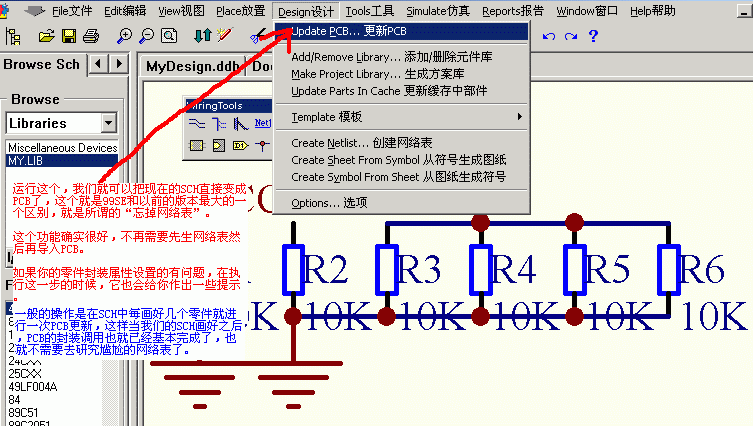 File文件 Edit编辑 View视图 Place放置 Design设计 Tools工具 Simulate仿真 Reports报告 Window窗口 Help帮助
Update PCB... 更新PCB
Add/Remove Library... 添加/删除元件库
Make Project Library... 生成方案库
Update Parts In Cache 更新缓存中部件
Template 模板
Create Netlist... 创建网络表
Create Sheet From Symbol 从符号生成图纸
Create Symbol From Sheet 从图纸生成符号
Options... 选项
Browse Sch
MyDesign.ddb
WiringTools
Net1
D1
Browse
Libraries
Miscellaneous Devices
MY.LIB
运行这个，我们就可以把现在的SCH直接变成
PCB了，这个就是99SE和以前的版本最大的一
个区别，就是所谓的“忘掉网络表”。
这个功能确实很好，不再需要先生网络表然
后再导入PCB。
如果你的零件封装属性设置的有问题，在执
行这一步的时候，它也会给你作出一些提示
。
一般的操作是在SCH中每画好几个零件就进
行一次PCB更新，这样当我们的SCH画好之后
，PCB的封装调用也就已经基本完成了，也
就不需要去研究尴尬的网络表了。
24CXX
25CXX
49LF004A
84
89C51
89C2051
R2 R3 R4 R5 R6
K 10K 10K 10K 10K 10K